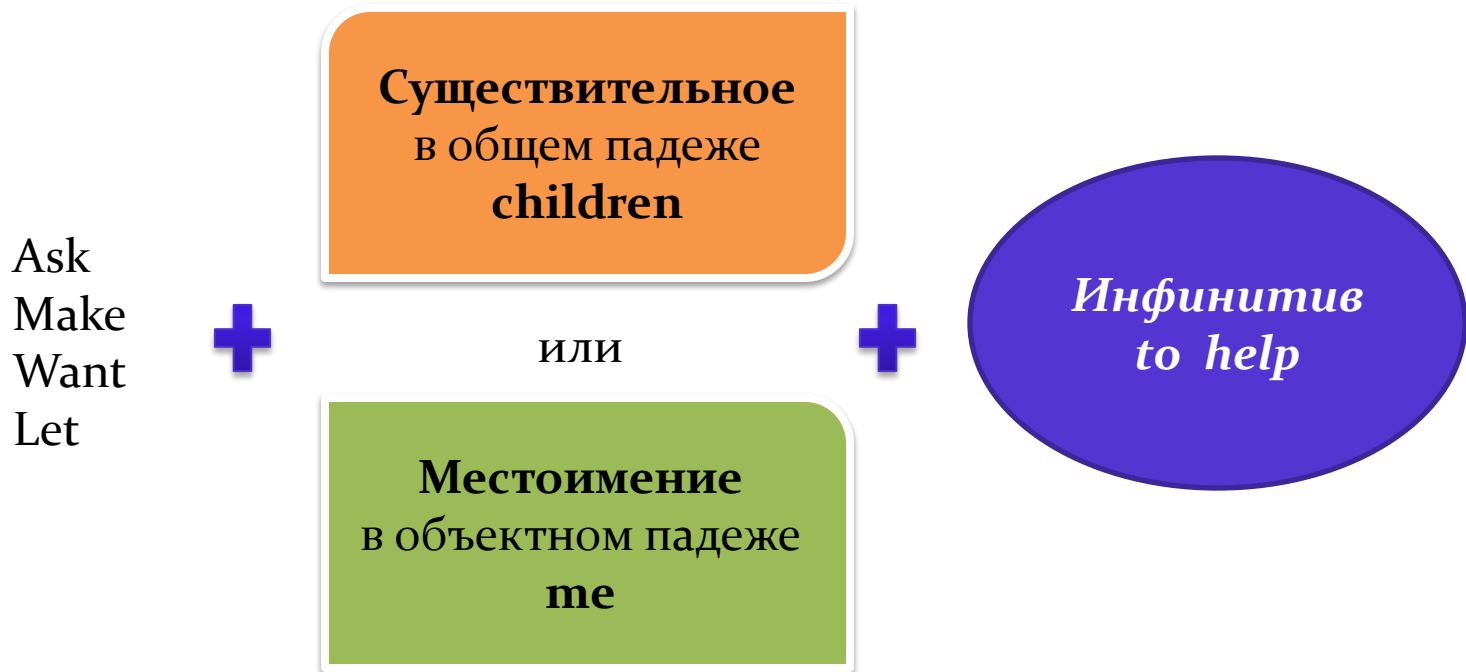 Ask
Make
Want
Let
Существительное
в общем падеже
children
или
Местоимение
в объектном падеже
me
Инфинитив
to help